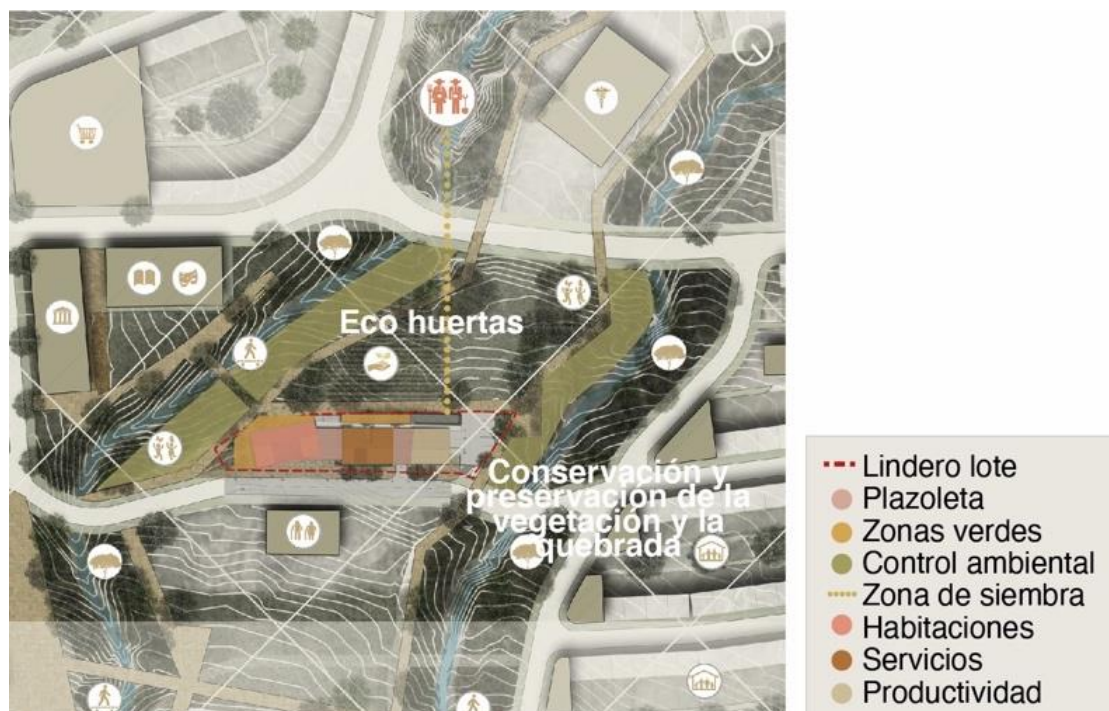 Eco huertas
Conservación y
preservación de la
vegetación y la
quebrada
Lindero lote
Plazoleta
Zonas verdes
Control ambiental
Zona de siembra
Habitaciones
Servicios
Productividad